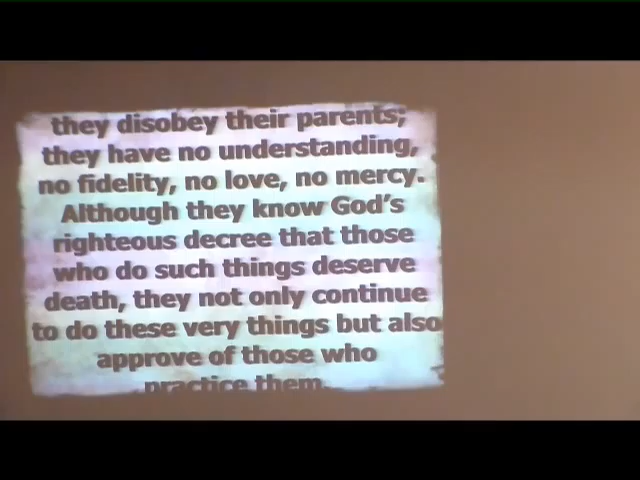 they disobey their parents;
they have no understanding,
no fidelity, no love, no mercy.
Although they know God's
righteous decree that those
who do such things deserve
death, they not only continue
to do these very things but also
approve of those who
practice them.